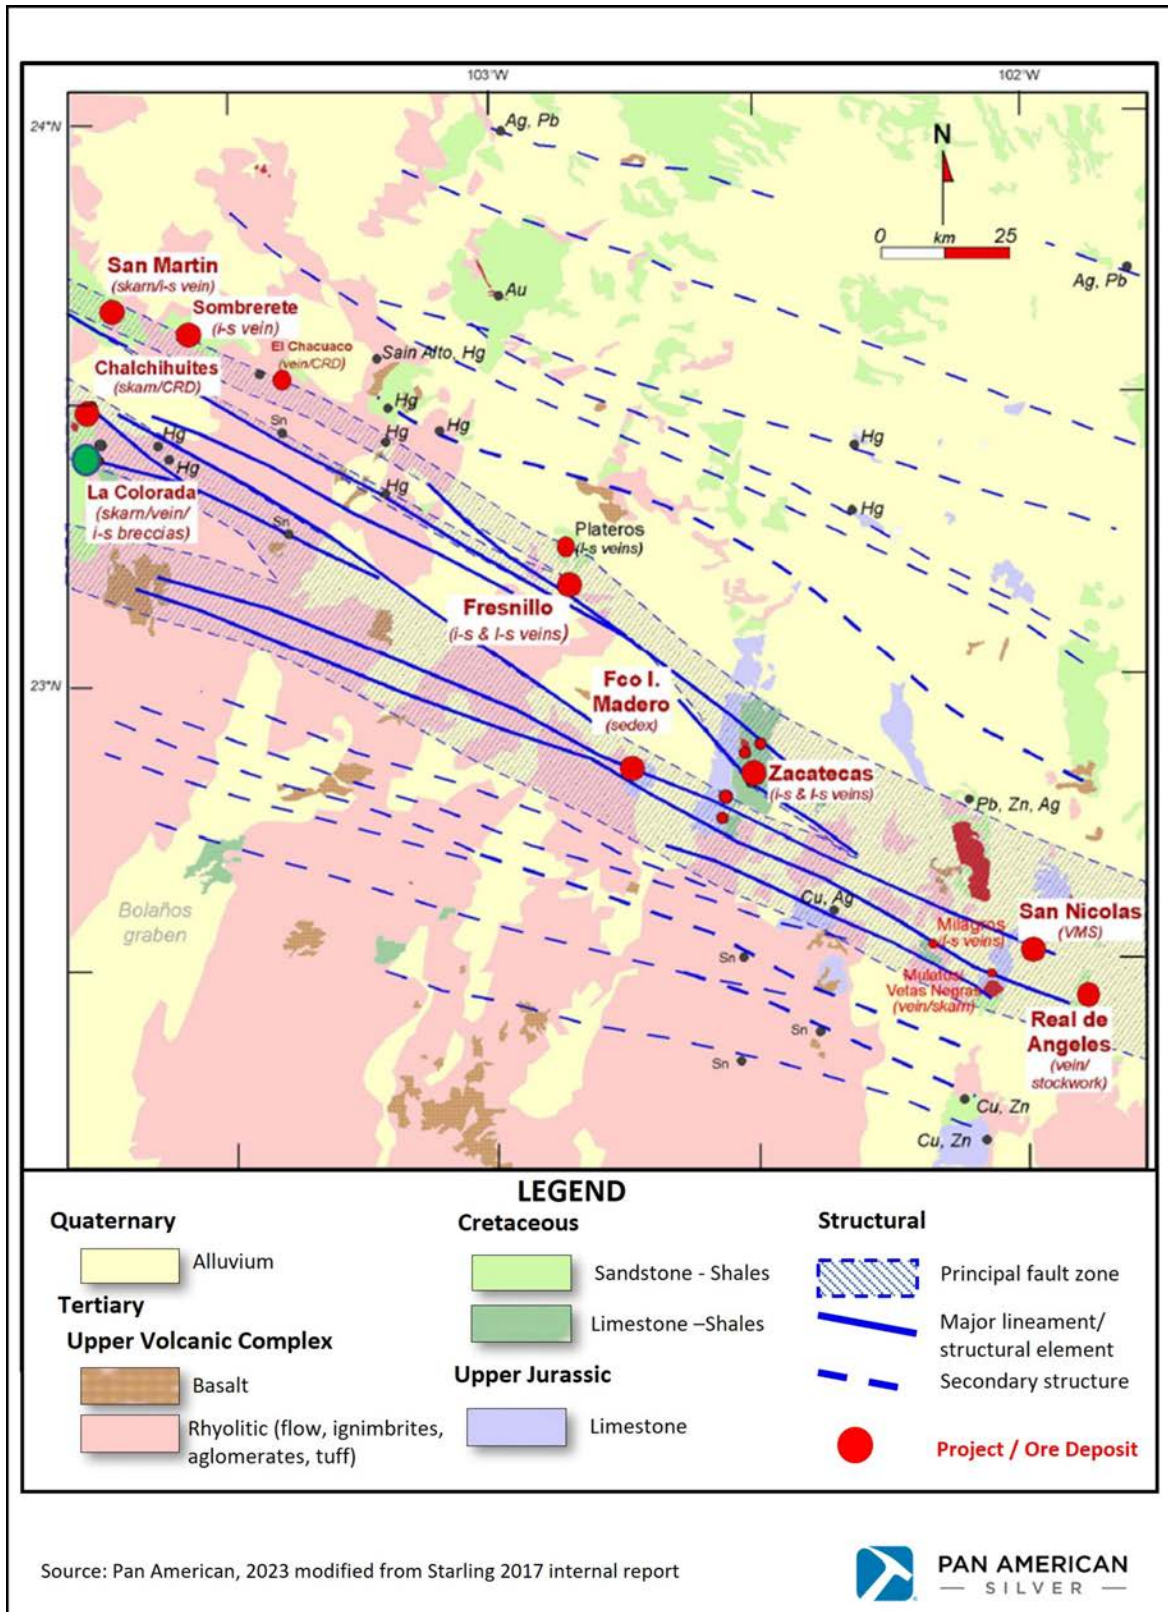 103°W
102°W
24°N
Ag, Pb
N
0 km 25
Ag, Pb
San Martin
(skarn/i-s vein)
Sombrerete
(i-s vein)
Au
El Chacuaco
(vein/CRD)
Sain Alto, Hg
Chalchihuites
(skarn/CRD)
Hg
Hg
Hg
Hg
Sn
Hg
Hg
Hg
Hg
La Colorada
(skarn/vein/
i-s breccias)
Sn
Plateros
(l-s veins)
Fresnillo
(i-s & l-s veins)
23°N
Fco I.
Madero
(sedex)
Zacatecas
(i-s & l-s veins)
Pb, Zn, Ag
Cu, Ag
Bolaños
graben
San Nicolas
(VMS)
Milagros
(l-s veins)
Sn
Mulatos/
Vetas Negras
(vein/skarn)
Real de
Angeles
(vein/
stockwork)
Sn
Sn
Cu, Zn
Cu, Zn
LEGEND
Quaternary
Alluvium
Tertiary
Upper Volcanic Complex
Basalt
Rhyolitic (flow, ignimbrites,
aglomerates, tuff)
Cretaceous
Sandstone - Shales
Limestone –Shales
Upper Jurassic
Limestone
Structural
Principal fault zone
Major lineament/
structural element
Secondary structure
Project / Ore Deposit
Source: Pan American, 2023 modified from Starling 2017 internal report
PAN AMERICAN
— SILVER —